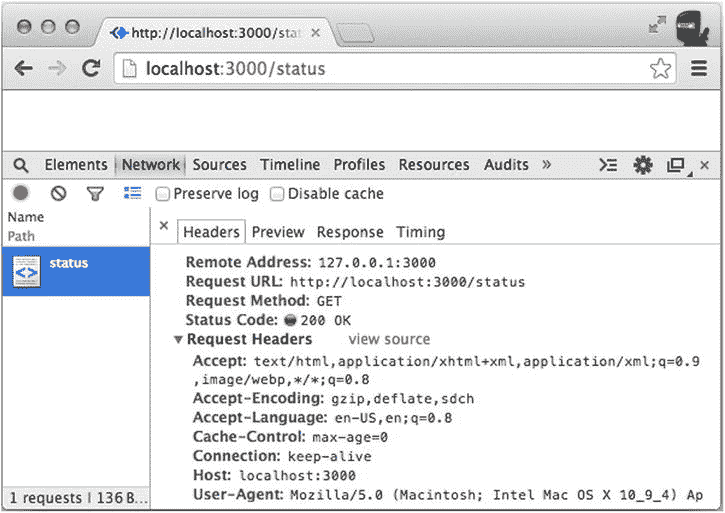 http://localhost:3000/stat
localhost:3000/status
Elements Network Sources Timeline Profiles Resources Audits »
Preserve log Disable cache
Name
Path
status
Headers Preview Response Timing
Remote Address: 127.0.0.1:3000
Request URL: http://localhost:3000/status
Request Method: GET
Status Code: 200 OK
Request Headers view source
Accept: text/html,application/xhtml+xml,application/xml;q=0.9
,image/webp,*/*;q=0.8
Accept-Encoding: gzip,deflate,sdch
Accept-Language: en-US,en;q=0.8
Cache-Control: max-age=0
Connection: keep-alive
Host: localhost:3000
User-Agent: Mozilla/5.0 (Macintosh; Intel Mac OS X 10_9_4) Ap
1 requests | 136 B...